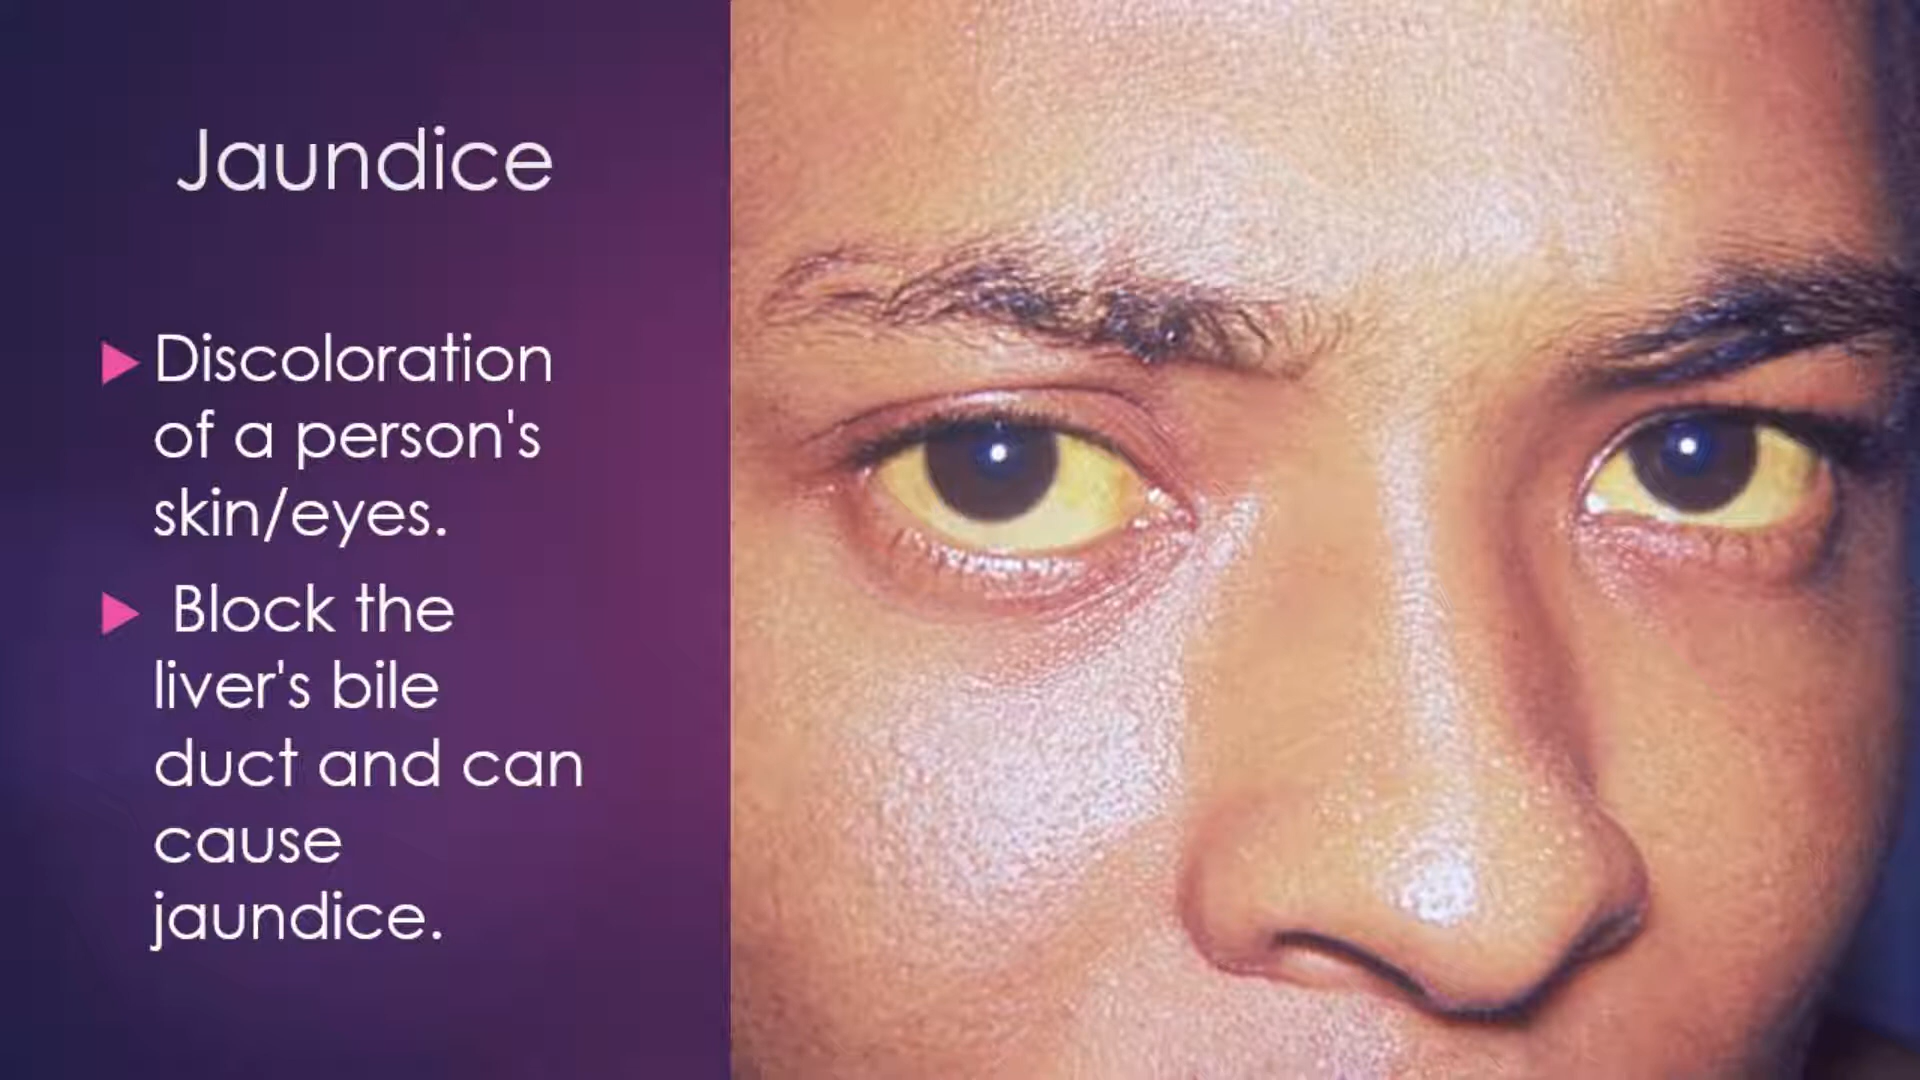 Jaundice
Discoloration
of a person's
skin/eyes.
Block the
liver's bile
duct and can
cause
jaundice.